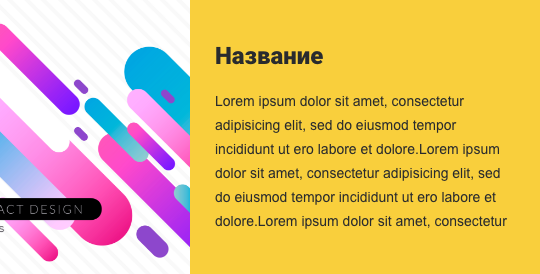 Название
Lorem ipsum dolor sit amet, consectetur
adipisicing elit, sed do eiusmod tempor
incididunt ut ero labore et dolore.Lorem ipsum
dolor sit amet, consectetur adipisicing elit, sed
do eiusmod tempor incididunt ut ero labore et
dolore.Lorem ipsum dolor sit amet, consectetur
ACT DESIGN
s